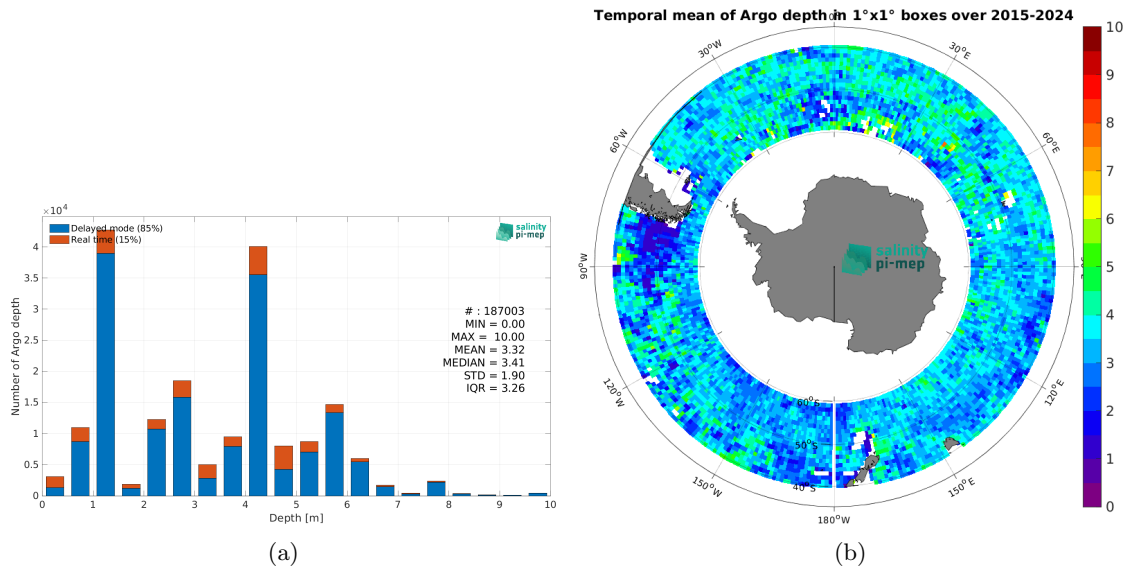 Temporal mean of Argo depth in 1°x1° boxes over 2015-2024
×10⁴
Delayed mode (85%)
Real time (15%)
salinity
pi-mep
# : 187003
MIN = 0.00
MAX = 10.00
MEAN = 3.32
MEDIAN = 3.41
STD = 1.90
IQR = 3.26
Number of Argo depth
4
3.5
3
2.5
2
1.5
1
0.5
0
0 1 2 3 4 5 6 7 8 9 10
Depth [m]
(a)
30°W
30°E
60°W
60°E
90°W
120°W
120°E
150°W
150°E
180°W
60°S
50°S
40°S
salinity
pi-mep
10
9
8
7
6
5
4
3
2
1
0
(b)